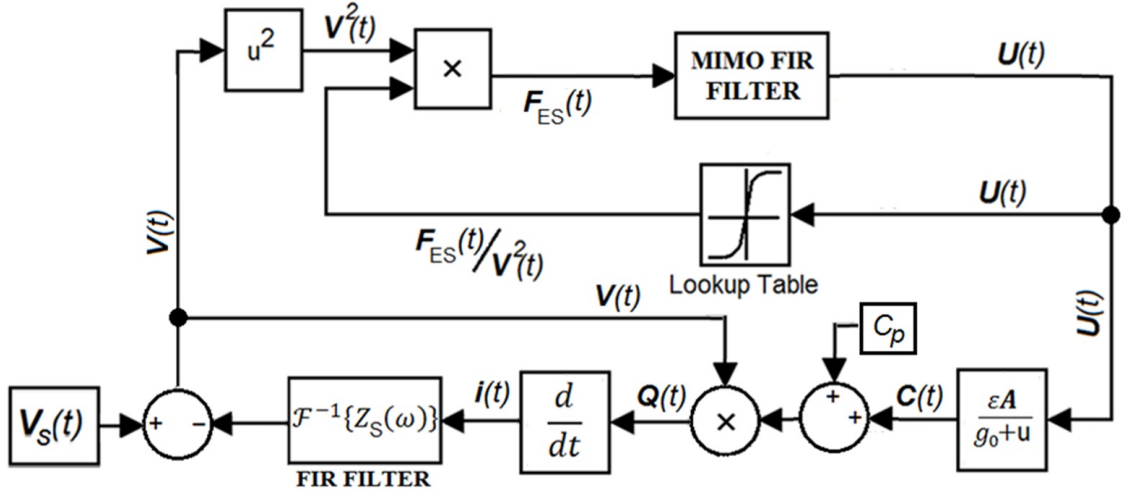 u²
V²(t)
×
F_ES(t)
MIMO FIR
FILTER
U(t)
V(t)
F_ES(t)/V²(t)
Lookup Table
U(t)
U(t)
V(t)
C_p
V_S(t)
+
−
ℱ⁻¹{Z_S(ω)}
FIR FILTER
i(t)
d
dt
Q(t)
×
+
+
C(t)
εA
g₀+u